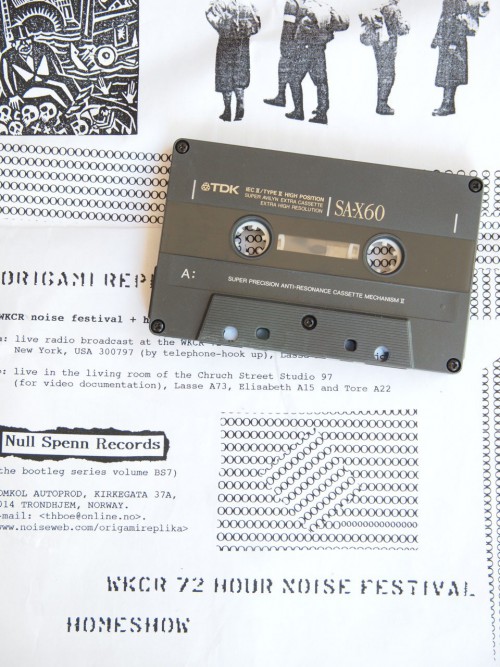 TDK IEC II/TYPE II HIGH POSITION
SUPER AVILYN EXTRA CASSETTE
EXTRA HIGH RESOLUTION
SA-X60
A:
SUPER PRECISION ANTI-RESONANCE CASSETTE MECHANISM II
ORIGAMI REP
WKCR noise festival + h
: live radio broadcast at the WKCR
New York, USA 300797 (by telephone-hook up),
: live in the living room of the Chruch Street Studio 97
(for video documentation), Lasse A73, Elisabeth A15 and Tore A22
Null Spenn Records
the bootleg series volume BS7)
OMKOL AUTOPROD, KIRKEGATA 37A,
014 TRONDHJEM, NORWAY.
-mail: <thboe@online.no>.
www.noiseweb.com/origamireplika>
WKCR 72 HOUR NOISE FESTIVAL
HOMESHOW